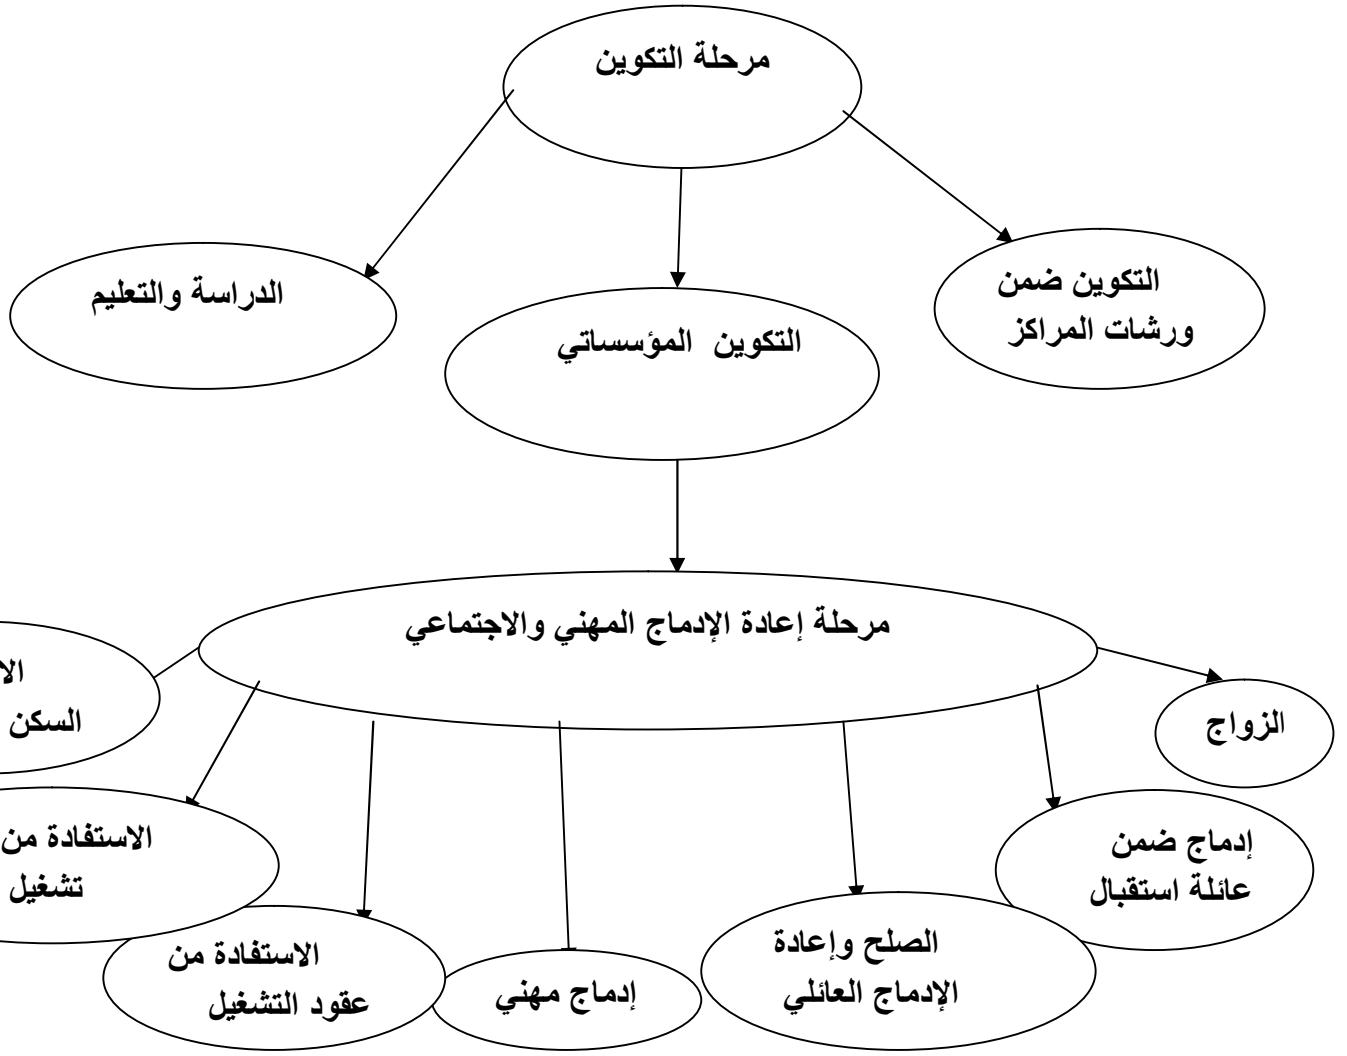 مرحلة التكوين
التكوين ضمن
ورشات المراكز
التكوين المؤسساتي
الدراسة والتعليم
مرحلة إعادة الإدماج المهني والاجتماعي
الزواج
إدماج ضمن
عائلة استقبال
الصلح وإعادة
الإدماج العائلي
إدماج مهني
الاستفادة من
عقود التشغيل
الاستفادة من
تشغيل
السكن